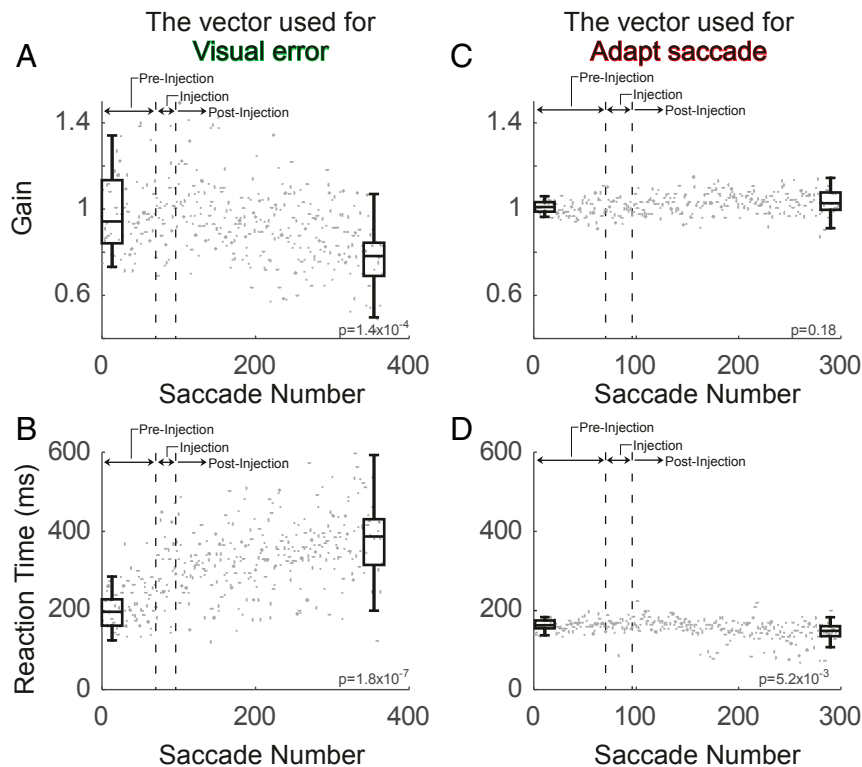 A
The vector used for
Visual error
Pre-Injection
Injection
Post-Injection
1.4
1
0.6
Gain
p=1.4x10-4
0
200
400
Saccade Number
C
The vector used for
Adapt saccade
Pre-Injection
Injection
Post-Injection
1.4
1
0.6
p=0.18
0
100
200
300
Saccade Number
B
Pre-Injection
Injection
Post-Injection
600
400
200
0
Reaction Time (ms)
p=1.8x10-7
0
200
400
Saccade Number
D
Pre-Injection
Injection
Post-Injection
600
400
200
0
p=5.2x10-3
0
100
200
300
Saccade Number